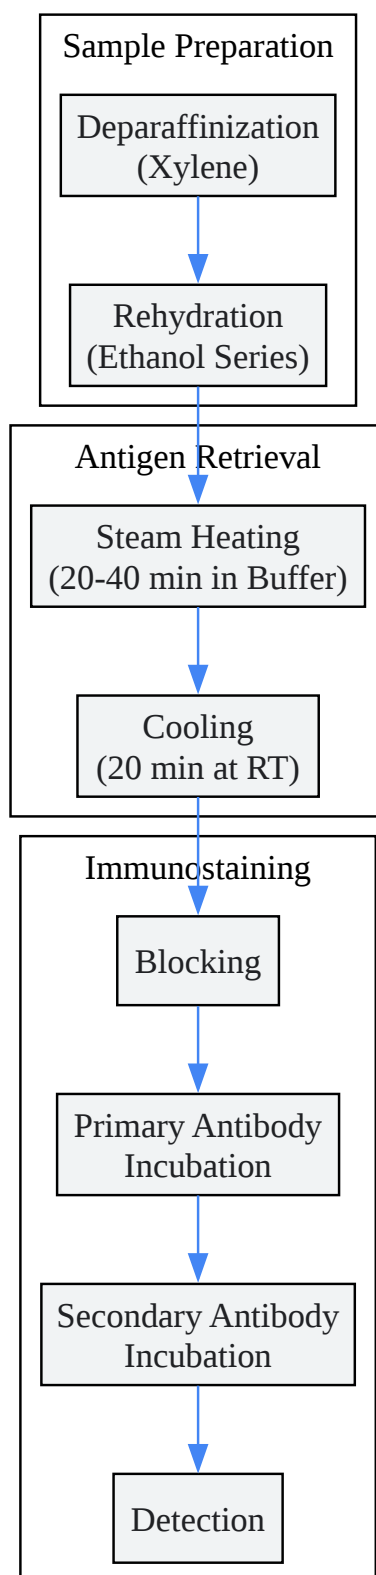 Sample Preparation
Deparaffinization
(Xylene)
Rehydration
(Ethanol Series)
Antigen Retrieval
Steam Heating
(20-40 min in Buffer)
Cooling
(20 min at RT)
Immunostaining
Blocking
Primary Antibody
Incubation
Secondary Antibody
Incubation
Detection